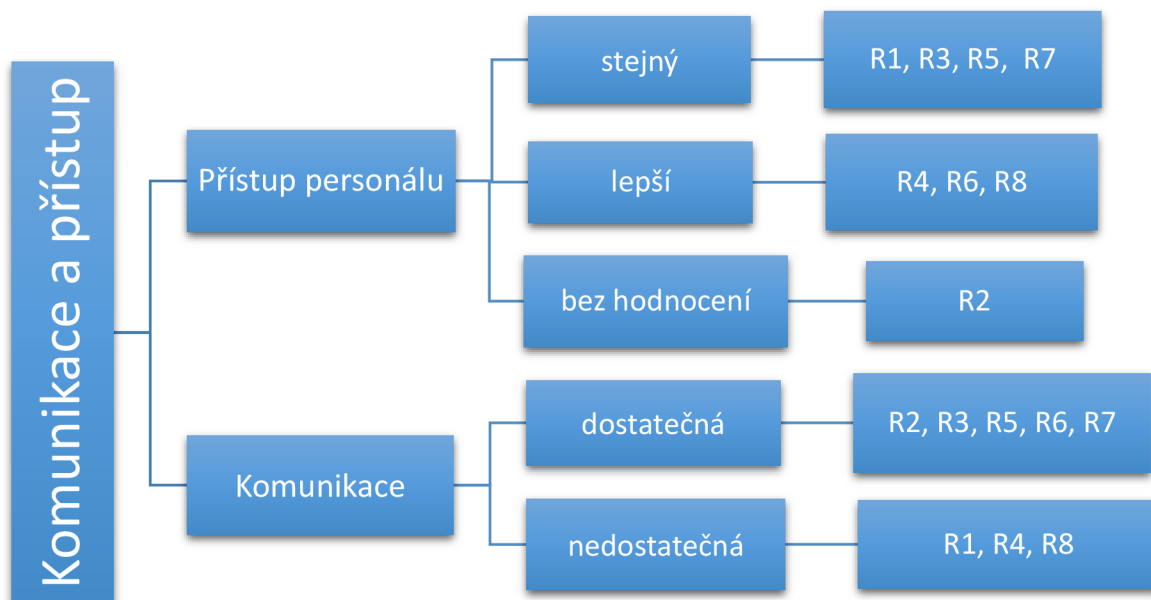 Komunikace a přístup
Přístup personálu
stejný
R1, R3, R5, R7
lepší
R4, R6, R8
bez hodnocení
R2
Komunikace
dostatečná
R2, R3, R5, R6, R7
nedostatečná
R1, R4, R8